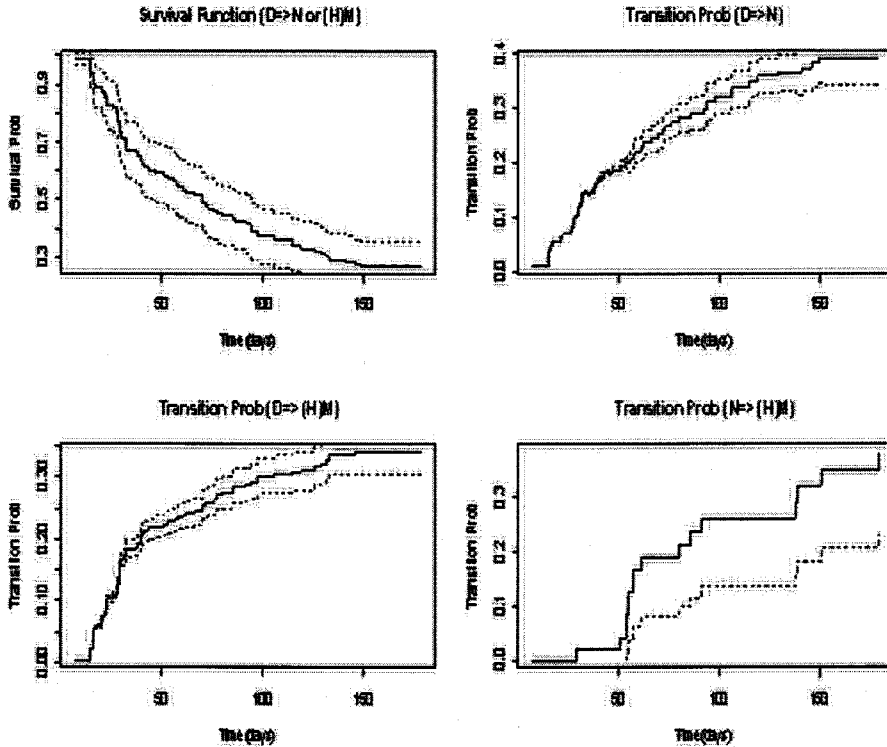 Survival Function (D=>N or (H)M)
Survival Prob
0.3 0.5 0.7 0.9
50 100 150
Time (days)
Transition Prob (D=>N)
Transition Prob
0.0 0.1 0.2 0.3 0.4
50 100 150
Time (days)
Transition Prob (D=> (H)M)
Transition Prob
0.00 0.10 0.20 0.30
50 100 150
Time (days)
Transition Prob (N=> (H)M)
Transition Prob
0.0 0.1 0.2 0.3
50 100 150
Time (days)